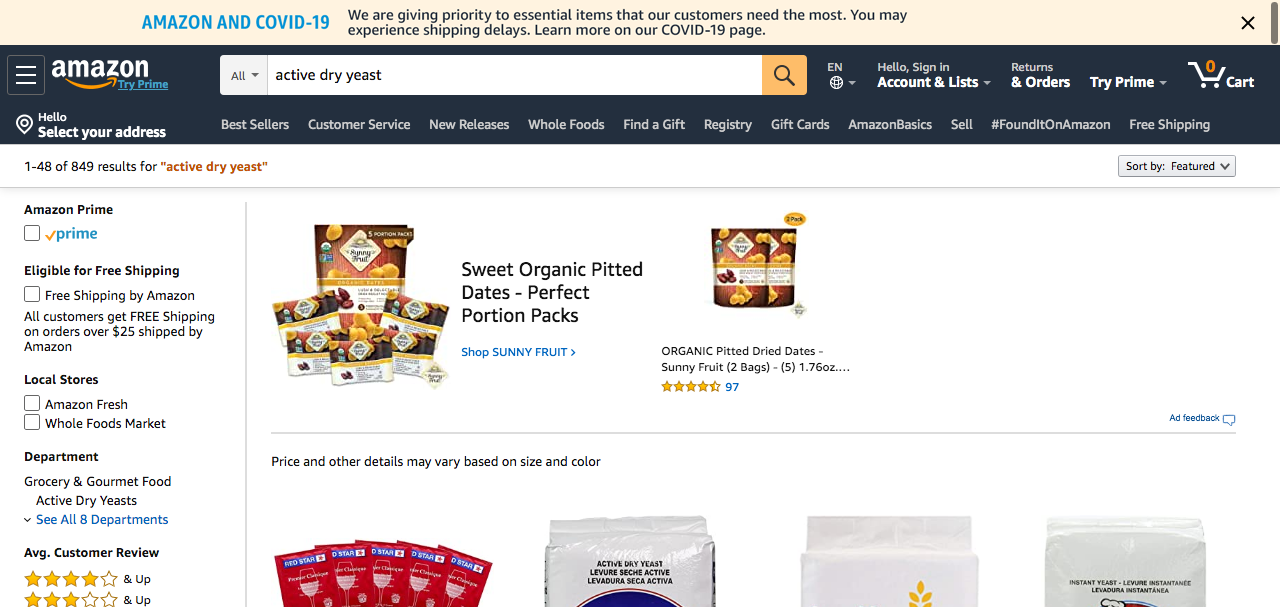 AMAZON AND COVID-19
We are giving priority to essential items that our customers need the most. You may
experience shipping delays. Learn more on our COVID-19 page.
amazon
Try Prime
All
active dry yeast
EN
Hello, Sign in
Account & Lists
Returns
& Orders
Try Prime
0
Cart
Hello
Select your address
Best Sellers
Customer Service
New Releases
Whole Foods
Find a Gift
Registry
Gift Cards
AmazonBasics
Sell
#FoundItOnAmazon
Free Shipping
1-48 of 849 results for "active dry yeast"
Sort by: Featured
Amazon Prime
prime
Eligible for Free Shipping
Free Shipping by Amazon
All customers get FREE Shipping
on orders over $25 shipped by
Amazon
Local Stores
Amazon Fresh
Whole Foods Market
Department
Grocery & Gourmet Food
Active Dry Yeasts
See All 8 Departments
Avg. Customer Review
& Up
& Up
5 PORTION PACKS
Sunny
Fruit
ORGANIC DATES
Sweet Organic Pitted
Dates - Perfect
Portion Packs
Shop SUNNY FRUIT
2 Pack
ORGANIC Pitted Dried Dates -
Sunny Fruit (2 Bags) - (5) 1.76oz....
97
Ad feedback
Price and other details may vary based on size and color
RED STAR
Premier Classique
ACTIVE DRY YEAST
LEVURE SECHE ACTIVE
LEVADURA SECA ACTIVA
INSTANT YEAST - LEVURE INSTANTANÉE
LEVADURA INSTANTÁNEA